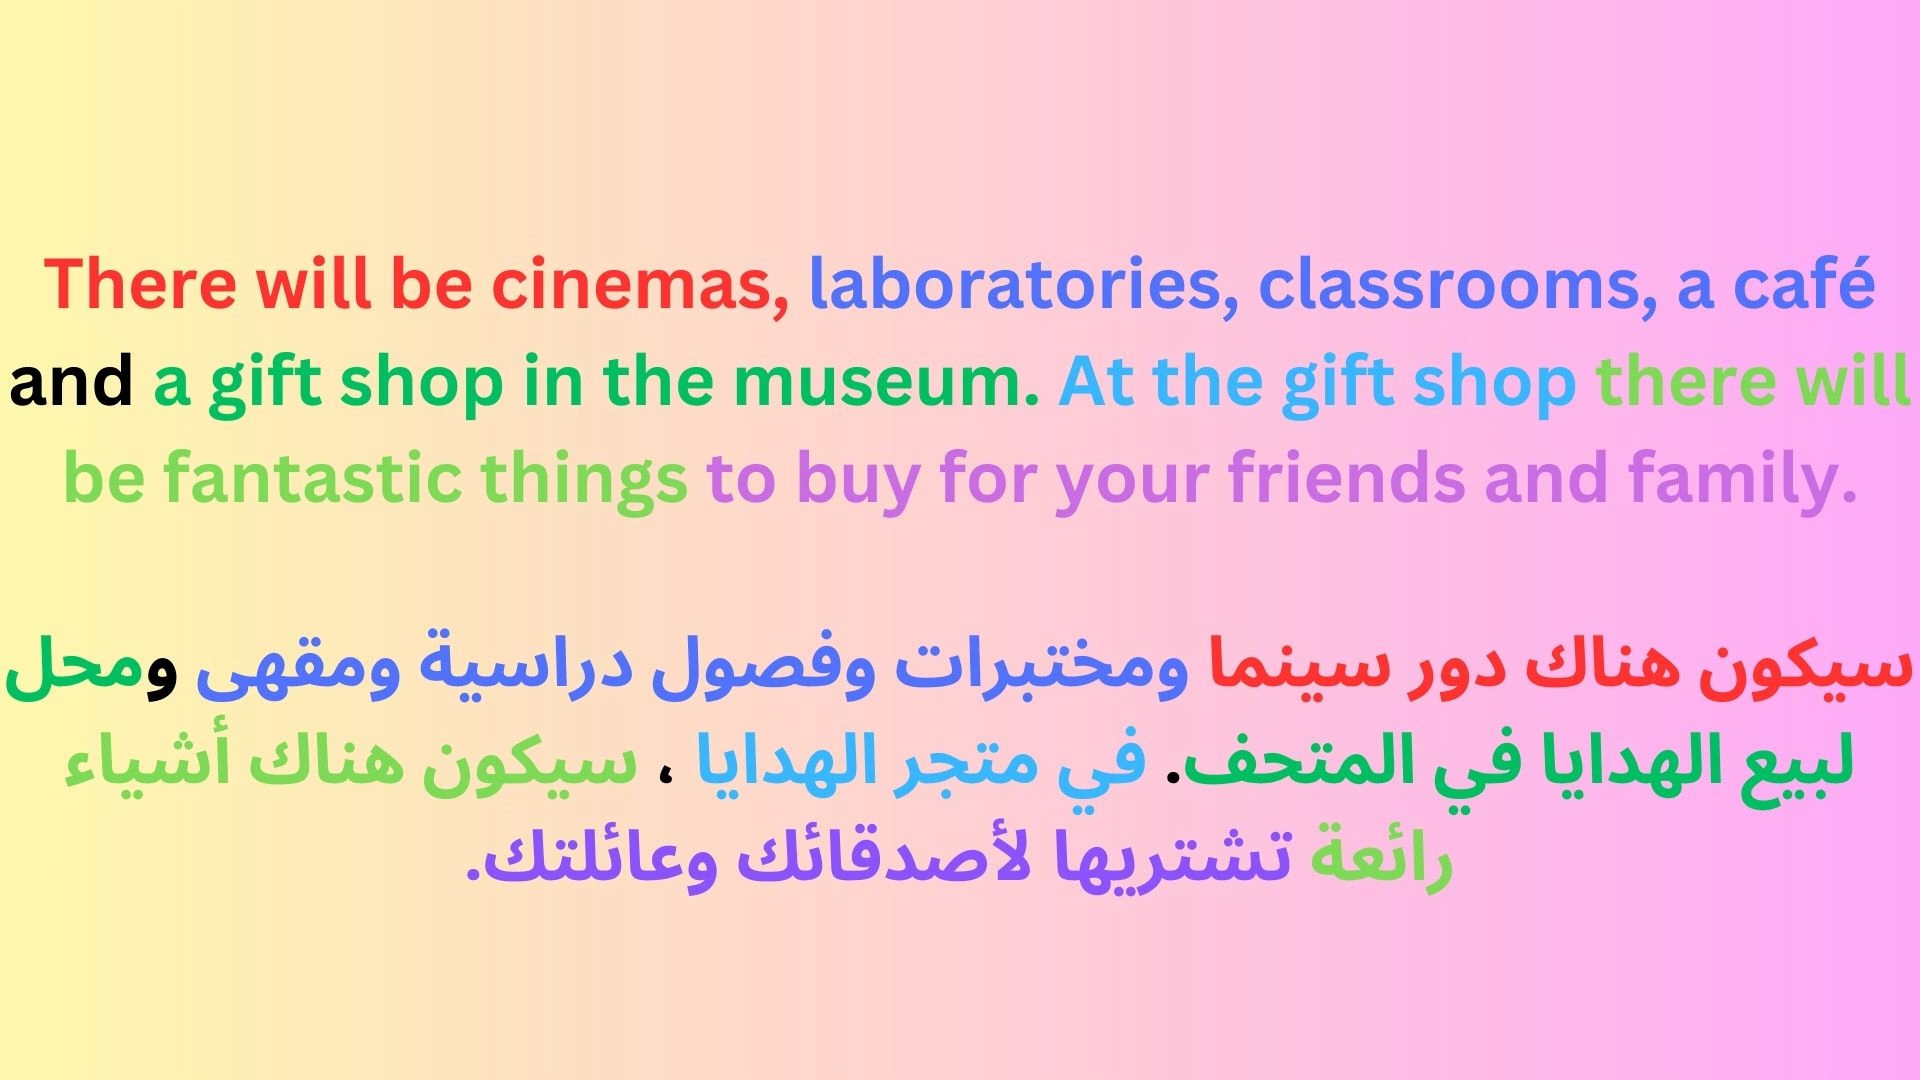 There will be cinemas, laboratories, classrooms, a café
and a gift shop in the museum. At the gift shop there will
be fantastic things to buy for your friends and family.
سيكون هناك دور سينما ومختبرات وفصول دراسية ومقهى ومحل
لبيع الهدايا في المتحف. في متجر الهدايا ، سيكون هناك أشياء
رائعة تشتريها لأصدقائك وعائلتك.